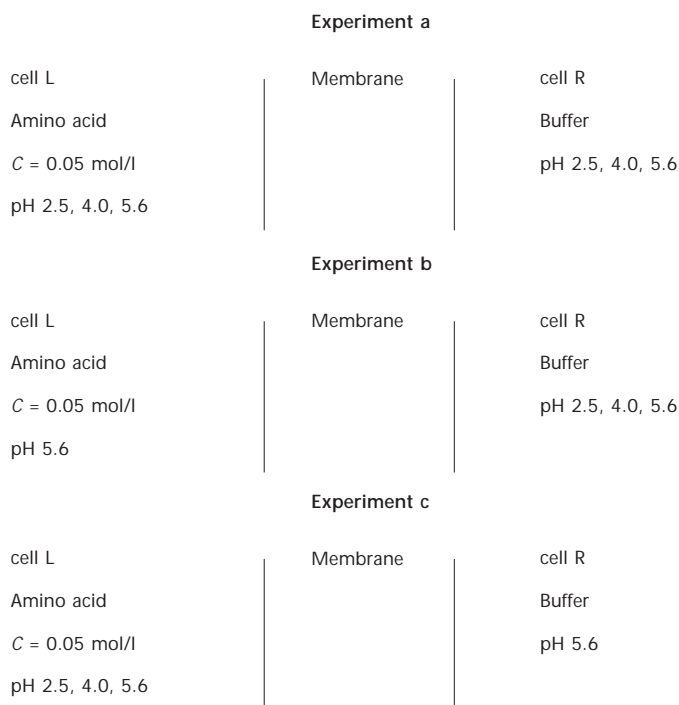 Experiment a
cell L Membrane cell R
Amino acid Buffer
C = 0.05 mol/l pH 2.5, 4.0, 5.6
pH 2.5, 4.0, 5.6
Experiment b
cell L Membrane cell R
Amino acid Buffer
C = 0.05 mol/l pH 2.5, 4.0, 5.6
pH 5.6
Experiment c
cell L Membrane cell R
Amino acid Buffer
C = 0.05 mol/l pH 5.6
pH 2.5, 4.0, 5.6